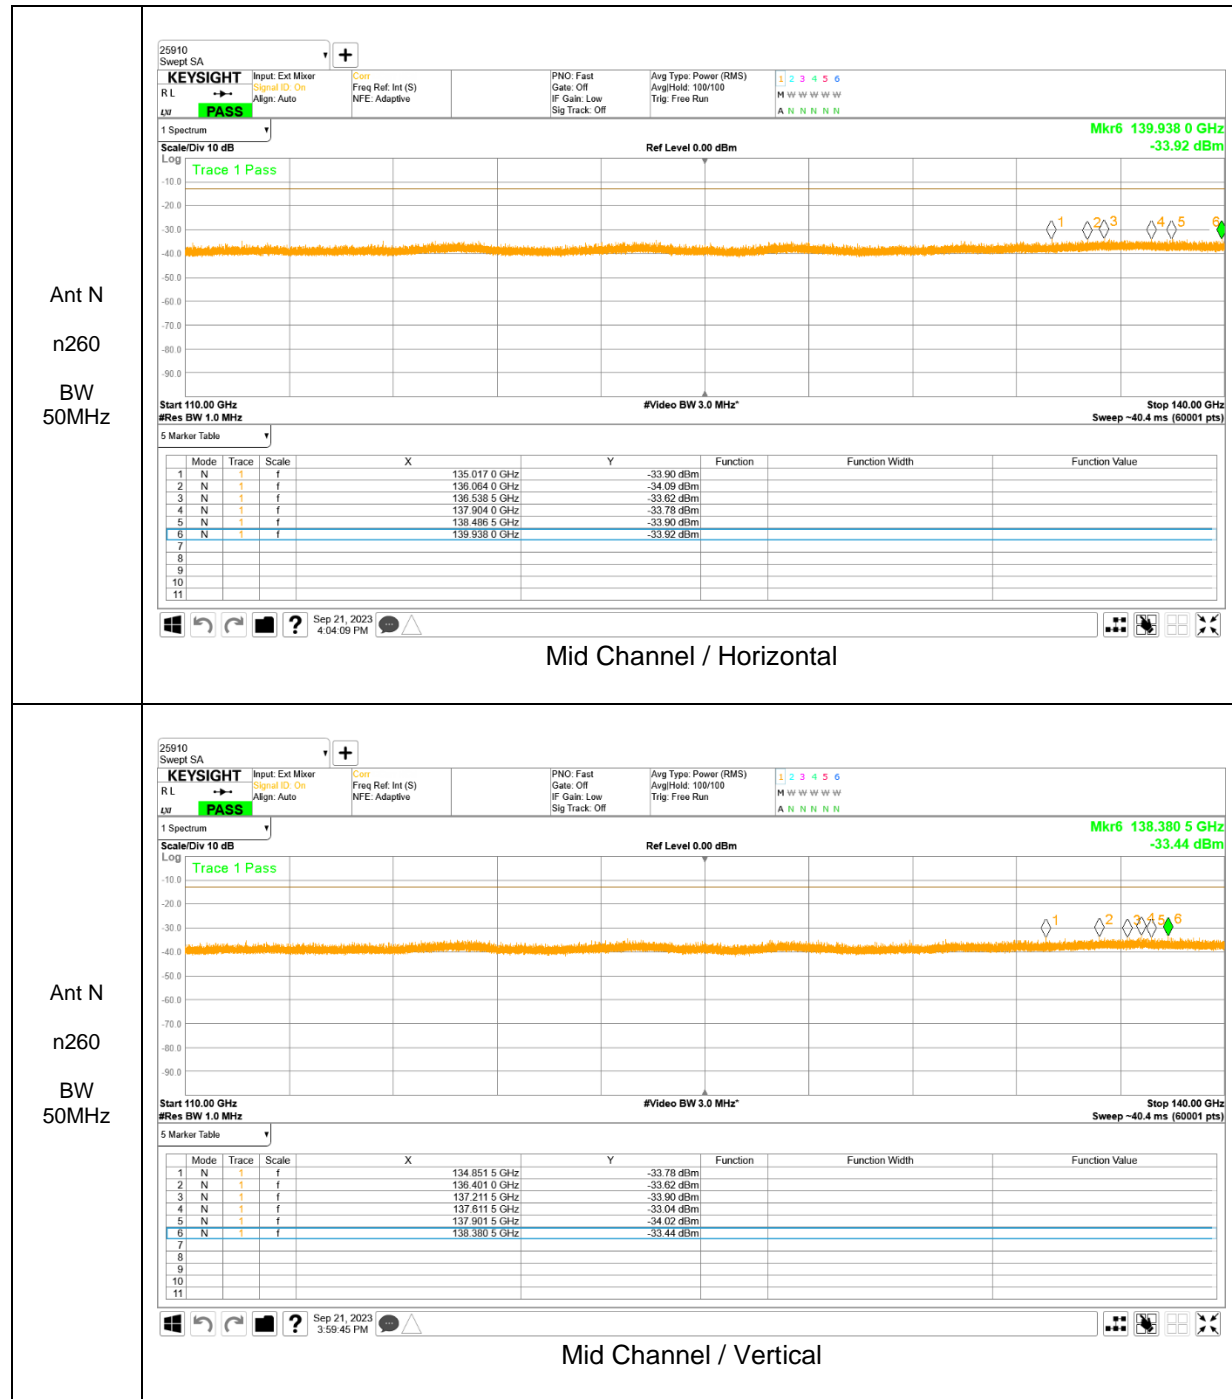 Ant N
n260
BW
50MHz
25910
Swept SA
KEYSIGHT
R L
LXI
PASS
Input: Ext Mixer
Signal ID: On
Align: Auto
Corr
Freq Ref: Int (S)
NFE: Adaptive
PNO: Fast
Gate: Off
IF Gain: Low
Sig Track: Off
Avg Type: Power (RMS)
Avg|Hold: 100/100
Trig: Free Run
1 2 3 4 5 6
M W W W W W
A N N N N N
1 Spectrum
Mkr6 139.938 0 GHz
Scale/Div 10 dB
Ref Level 0.00 dBm
-33.92 dBm
Log
Trace 1 Pass
-10.0
-20.0
-30.0
-40.0
-50.0
-60.0
-70.0
-80.0
-90.0
1 2 3 4 5 6
Start 110.00 GHz
#Video BW 3.0 MHz*
Stop 140.00 GHz
#Res BW 1.0 MHz
Sweep ~40.4 ms (60001 pts)
5 Marker Table
Mode Trace Scale X Y Function Function Width Function Value
1 N 1 f 135.017 0 GHz -33.90 dBm
2 N 1 f 136.064 0 GHz -34.09 dBm
3 N 1 f 136.538 5 GHz -33.62 dBm
4 N 1 f 137.904 0 GHz -33.78 dBm
5 N 1 f 138.486 5 GHz -33.90 dBm
6 N 1 f 139.938 0 GHz -33.92 dBm
7
8
9
10
11
?
Sep 21, 2023
4:04:09 PM
Mid Channel / Horizontal
Ant N
n260
BW
50MHz
25910
Swept SA
KEYSIGHT
R L
LXI
PASS
Input: Ext Mixer
Signal ID: On
Align: Auto
Corr
Freq Ref: Int (S)
NFE: Adaptive
PNO: Fast
Gate: Off
IF Gain: Low
Sig Track: Off
Avg Type: Power (RMS)
Avg|Hold: 100/100
Trig: Free Run
1 2 3 4 5 6
M W W W W W
A N N N N N
1 Spectrum
Mkr6 138.380 5 GHz
Scale/Div 10 dB
Ref Level 0.00 dBm
-33.44 dBm
Log
Trace 1 Pass
-10.0
-20.0
-30.0
-40.0
-50.0
-60.0
-70.0
-80.0
-90.0
1 2 3 4 5 6
Start 110.00 GHz
#Video BW 3.0 MHz*
Stop 140.00 GHz
#Res BW 1.0 MHz
Sweep ~40.4 ms (60001 pts)
5 Marker Table
Mode Trace Scale X Y Function Function Width Function Value
1 N 1 f 134.851 5 GHz -33.78 dBm
2 N 1 f 136.401 0 GHz -33.62 dBm
3 N 1 f 137.211 5 GHz -33.90 dBm
4 N 1 f 137.611 5 GHz -33.04 dBm
5 N 1 f 137.901 5 GHz -34.02 dBm
6 N 1 f 138.380 5 GHz -33.44 dBm
7
8
9
10
11
?
Sep 21, 2023
3:59:45 PM
Mid Channel / Vertical